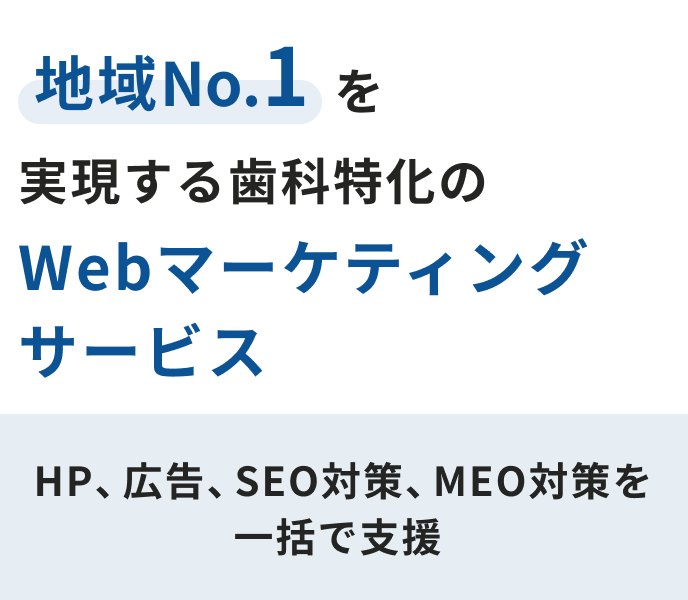 地域No.1 を
実現する歯科特化の
Webマーケティング
サービス
HP、広告、SEO対策、MEO対策を
一括で支援